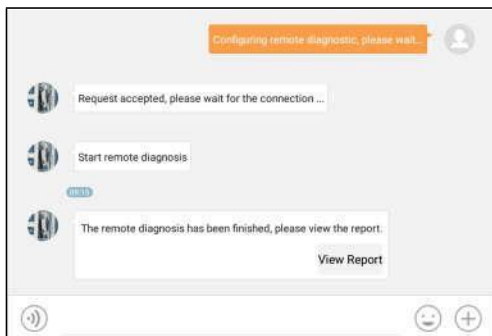 Configuring remote diagnostic, please wait...
Request accepted, please wait for the connection ...
Start remote diagnosis
The remote diagnosis has been finished, please view the report.
View Report